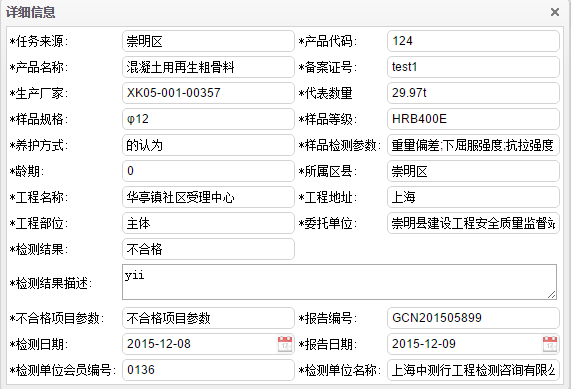 详细信息
*任务来源: 崇明区 *产品代码: 124
*产品名称: 混凝土用再生粗骨料 *备案证号: test1
*生产厂家: XK05-001-00357 *代表数量 29.97t
*样品规格: φ12 *样品等级: HRB400E
*养护方式: 的认为 *样品检测参数: 重量偏差;下屈服强度;抗拉强度
*龄期: 0 *所属区县: 崇明区
*工程名称: 华亭镇社区受理中心 *工程地址: 上海
*工程部位: 主体 *委托单位: 崇明县建设工程安全质量监督站
*检测结果: 不合格
*检测结果描述: yii
*不合格项目参数: 不合格项目参数 *报告编号: GCN201505899
*检测日期: 2015-12-08 *报告日期: 2015-12-09
*检测单位会员编号: 0136 *检测单位名称: 上海中测行工程检测咨询有限公